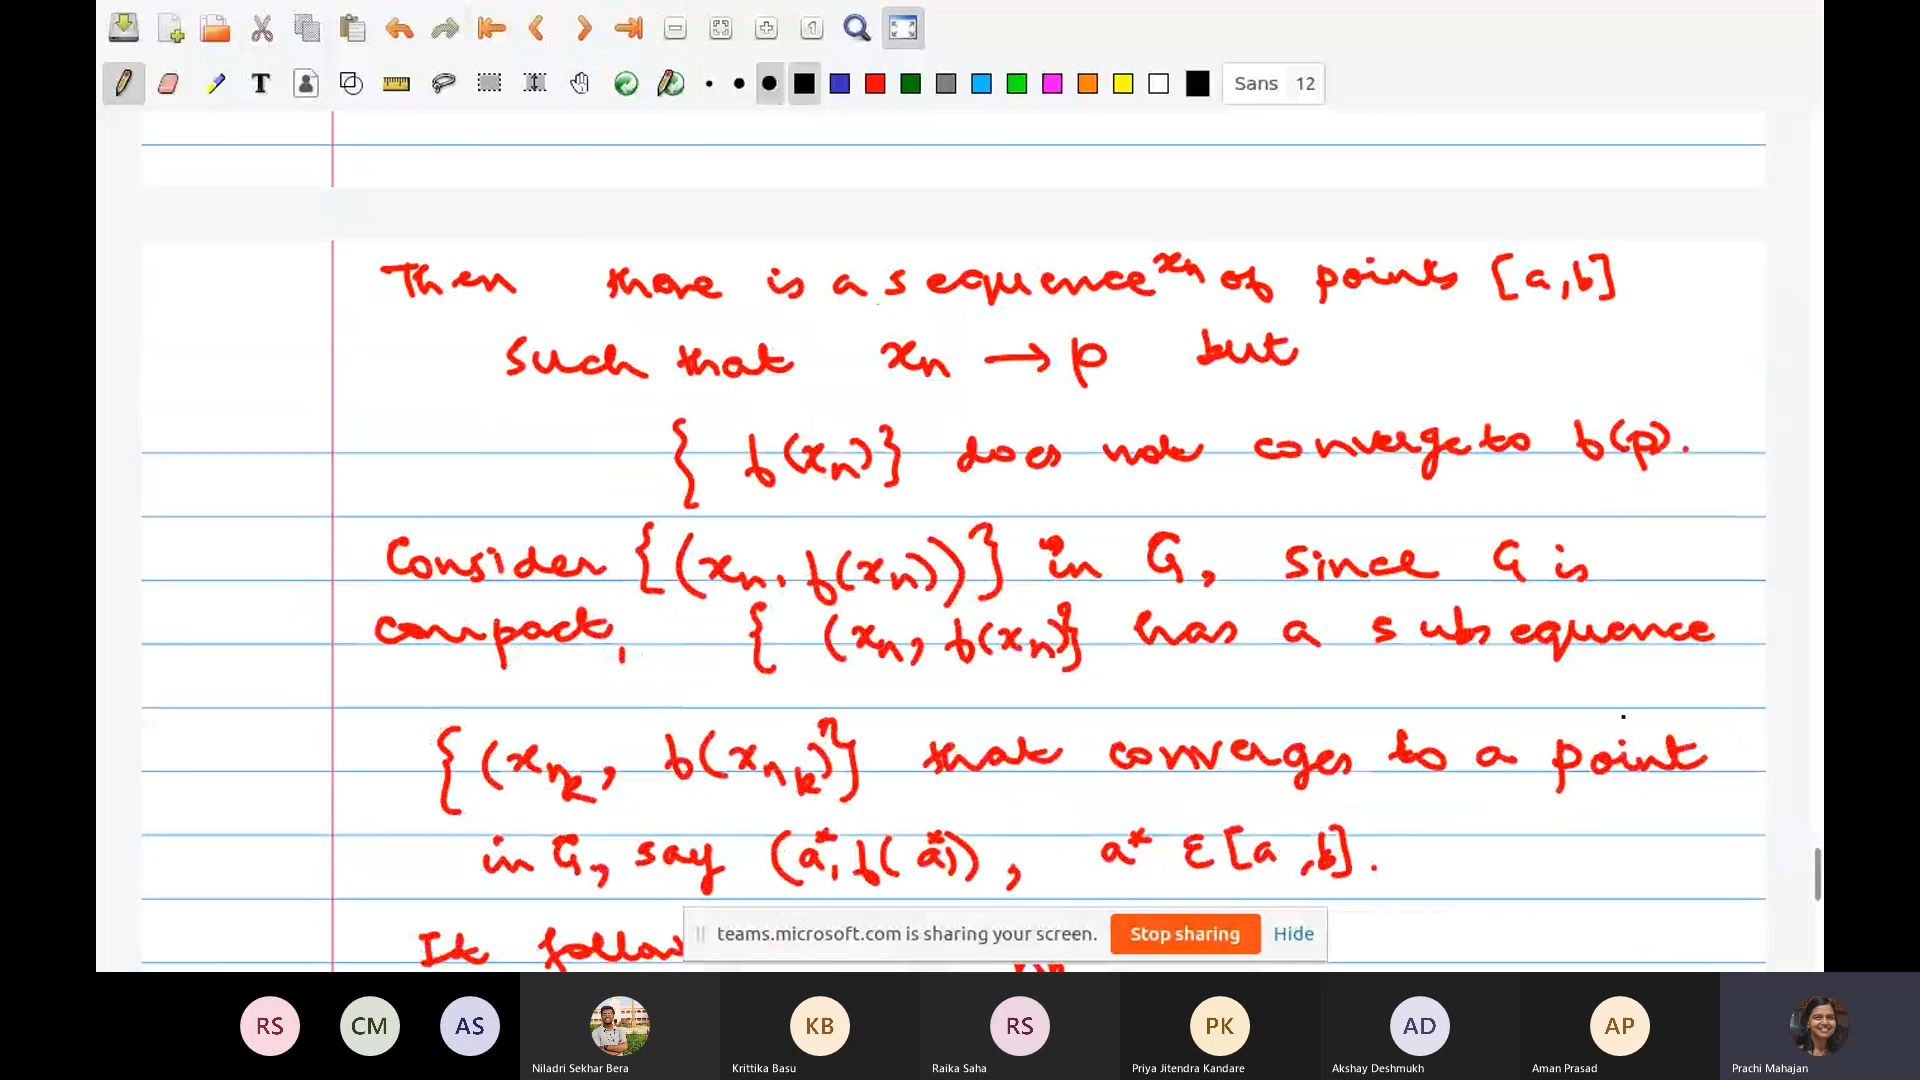 T Sans 12
Then there is a sequence xn of points [a,b]
such that xn → p but
{ f(xn)} does not converge to f(p).
Consider {(xn, f(xn))} in G, since G is
compact, { (xn, f(xn)} has a subsequence
{(xnk, f(xnk)} that converges to a point
in G, say (a*, f(a*)), a* ε [a,b].
It follow
teams.microsoft.com is sharing your screen. Stop sharing Hide
RS CM AS KB RS PK AD AP
Niladri Sekhar Bera Krittika Basu Raika Saha Priya Jitendra Kandare Akshay Deshmukh Aman Prasad Prachi Mahajan